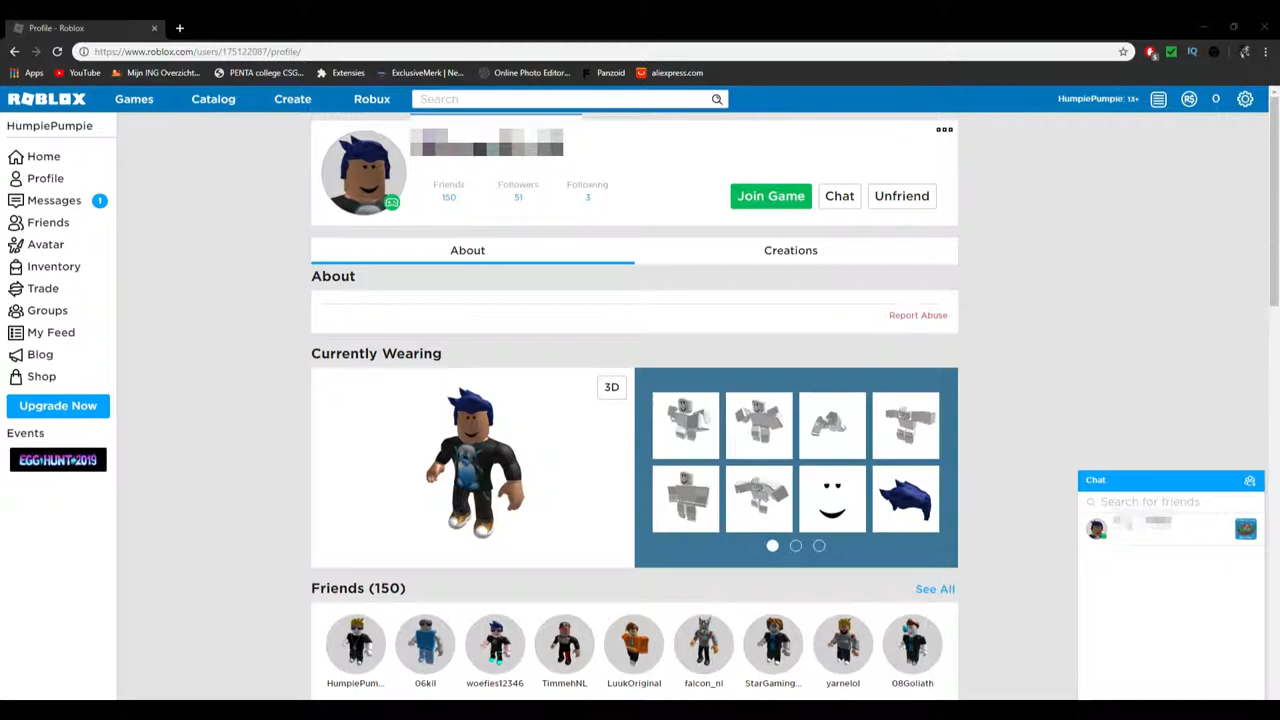 Profile - Roblox
https://www.roblox.com/users/175122087/profile/
Apps YouTube Mijn ING Overzicht... PENTA college CSG... Extensies ExclusiveMerk | Ne... Online Photo Editor... Panzoid aliexpress.com
ROBLOX Games Catalog Create Robux Search HumpiePumpie: 13+ R$ 0
HumpiePumpie
Home
Profile
Messages 1
Friends
Avatar
Inventory
Trade
Groups
My Feed
Blog
Shop
Upgrade Now
Events
EGG HUNT 2019
Friends Followers Following
150 51 3
Join Game Chat Unfriend
About Creations
About
Report Abuse
Currently Wearing
3D
Friends (150) See All
HumpiePum... 06kil woefies12346 TimmehNL LuukOriginal falcon_nl StarGaming... yarnelol 08Goliath
Chat
Search for friends